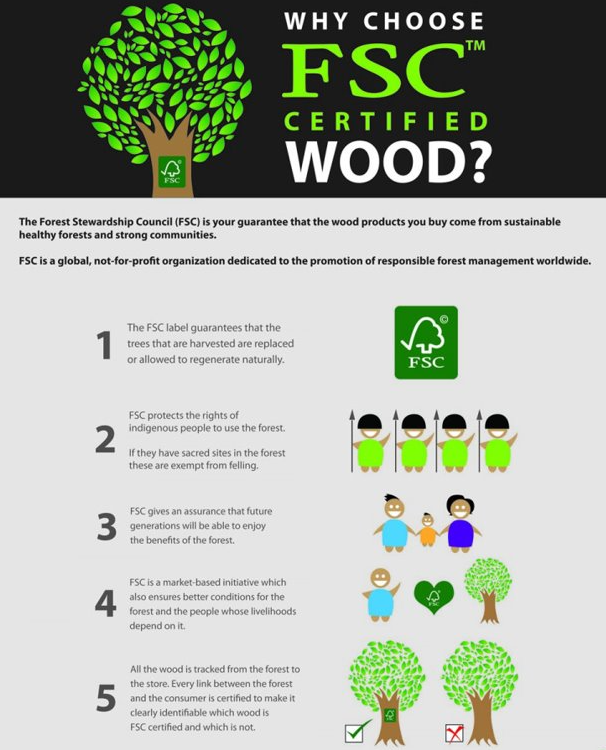 WHY CHOOSE
FSC™
CERTIFIED
WOOD?
FSC
The Forest Stewardship Council (FSC) is your guarantee that the wood products you buy come from sustainable
healthy forests and strong communities.
FSC is a global, not-for-profit organization dedicated to the promotion of responsible forest management worldwide.
1
The FSC label guarantees that the
trees that are harvested are replaced
or allowed to regenerate naturally.
©
FSC
2
FSC protects the rights of
indigenous people to use the forest.
If they have sacred sites in the forest
these are exempt from felling.
3
FSC gives an assurance that future
generations will be able to enjoy
the benefits of the forest.
4
FSC is a market-based initiative which
also ensures better conditions for the
forest and the people whose livelihoods
depend on it.
FSC
5
All the wood is tracked from the forest to
the store. Every link between the forest
and the consumer is certified to make it
clearly identifiable which wood is
FSC certified and which is not.
FSC